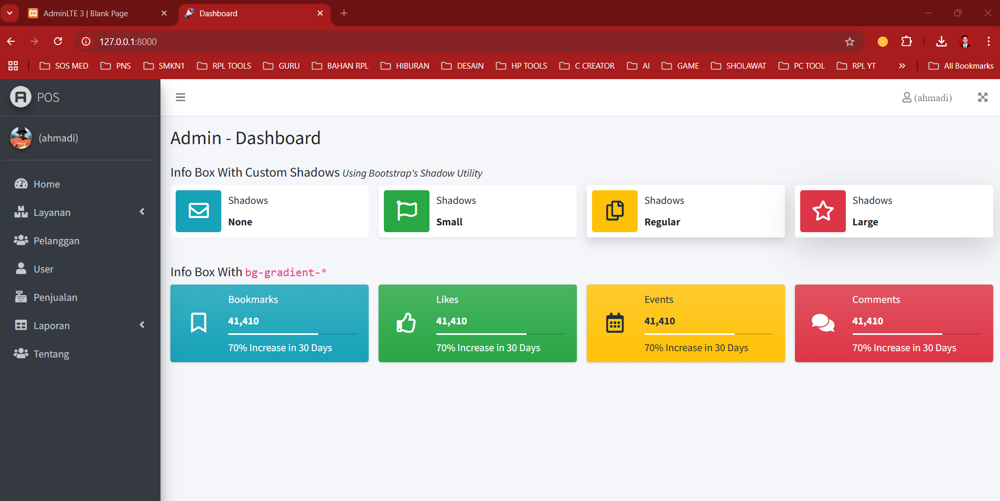 AdminLTE 3 | Blank Page
Dashboard
127.0.0.1:8000
SOS MED PNS SMKN1 RPL TOOLS GURU BAHAN RPL HIBURAN DESAIN HP TOOLS C CREATOR AI GAME SHOLAWAT PC TOOL RPL YT All Bookmarks
POS
(ahmadi)
(ahmadi)
Home
Layanan
Pelanggan
User
Penjualan
Laporan
Tentang
Admin - Dashboard
Info Box With Custom Shadows Using Bootstrap's Shadow Utility
Shadows
None
Shadows
Small
Shadows
Regular
Shadows
Large
Info Box With bg-gradient-*
Bookmarks
41,410
70% Increase in 30 Days
Likes
41,410
70% Increase in 30 Days
Events
41,410
70% Increase in 30 Days
Comments
41,410
70% Increase in 30 Days